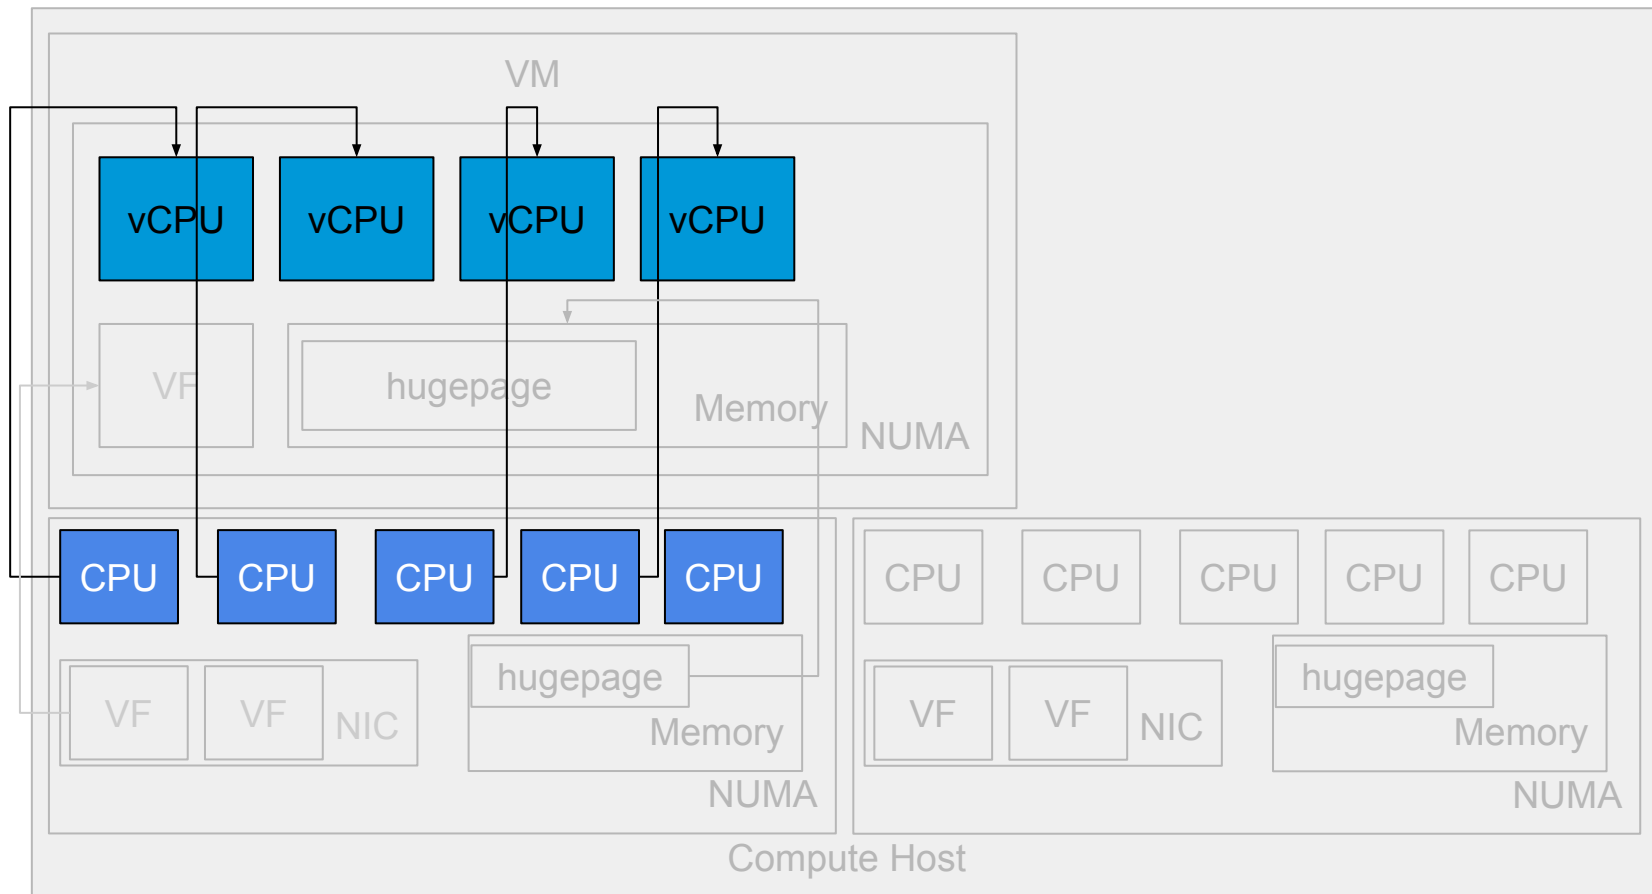 VM
vCPU vCPU vCPU vCPU
VF hugepage Memory
NUMA
CPU CPU CPU CPU CPU CPU CPU CPU CPU CPU
hugepage hugepage
VF VF NIC Memory VF VF NIC Memory
NUMA NUMA
Compute Host